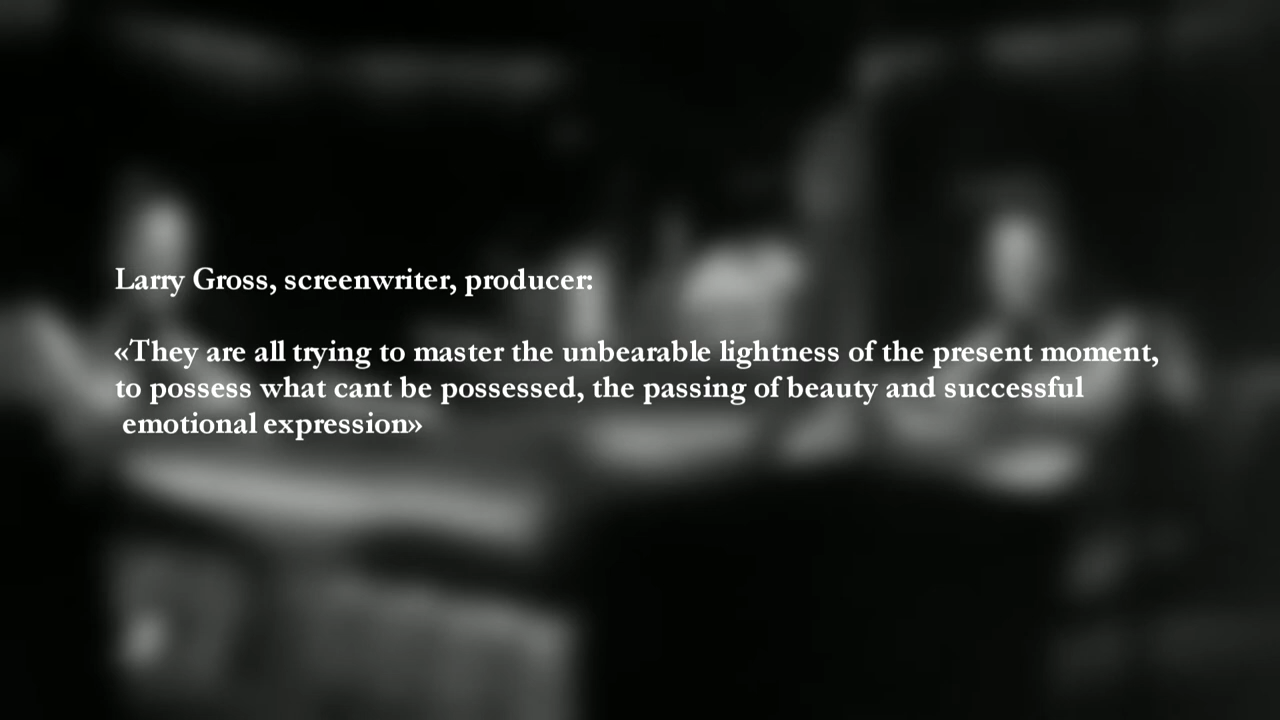 Larry Gross, screenwriter, producer:
«They are all trying to master the unbearable lightness of the present moment,
to possess what cant be possessed, the passing of beauty and successful
emotional expression»